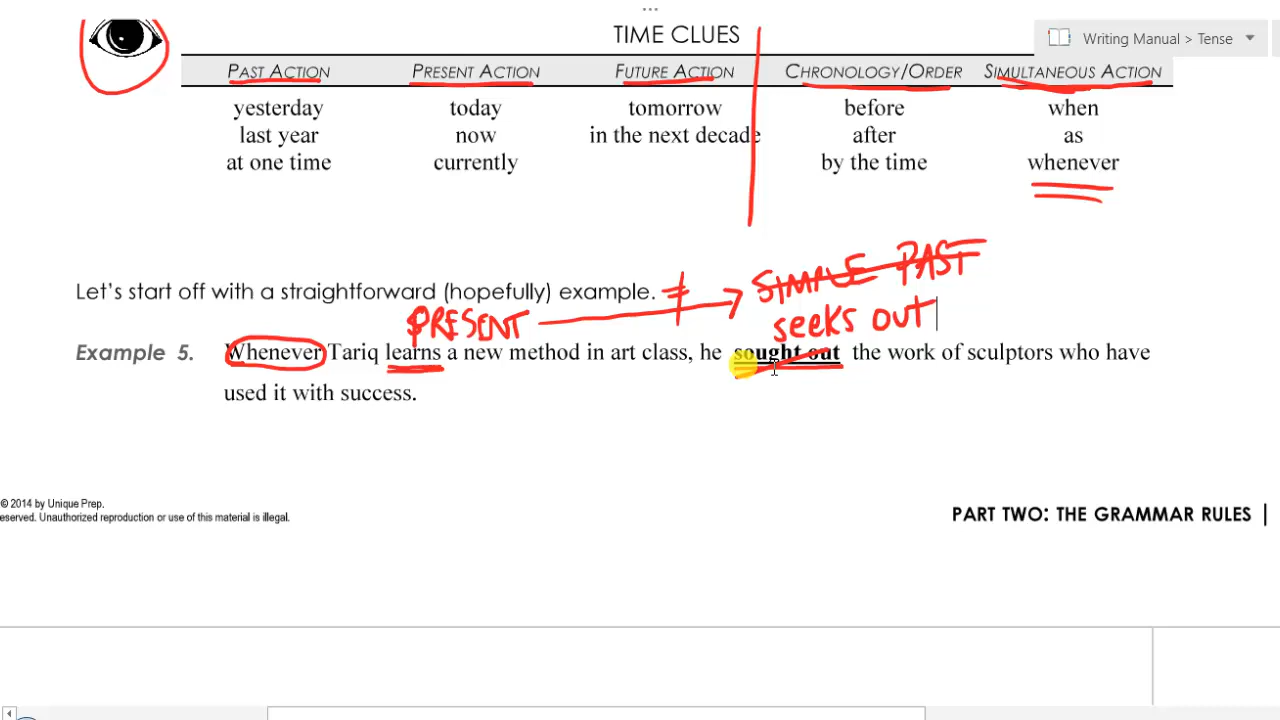 TIME CLUES
Writing Manual > Tense
PAST ACTION PRESENT ACTION FUTURE ACTION CHRONOLOGY/ORDER SIMULTANEOUS ACTION
yesterday today tomorrow before when
last year now in the next decade after as
at one time currently by the time whenever
SIMPLE PAST
Let's start off with a straightforward (hopefully) example. ≠
PRESENT seeks out
Example 5. Whenever Tariq learns a new method in art class, he sought out the work of sculptors who have
used it with success.
© 2014 by Unique Prep.
eserved. Unauthorized reproduction or use of this material is illegal.
PART TWO: THE GRAMMAR RULES |